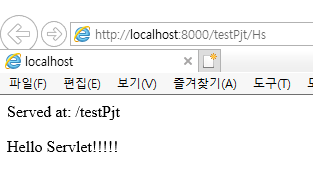 http://localhost:8000/testPjt/Hs
localhost
파일(F) 편집(E) 보기(V) 즐겨찾기(A) 도구(T)
Served at: /testPjt
Hello Servlet!!!!!